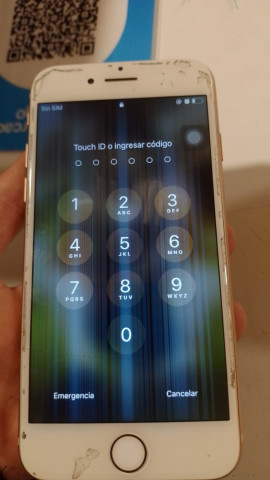 Sin SIM
Touch ID o ingresar código
1
2
ABC
3
DEF
4
GHI
5
JKL
6
MNO
7
PQRS
8
TUV
9
WXYZ
0
Emergencia
Cancelar